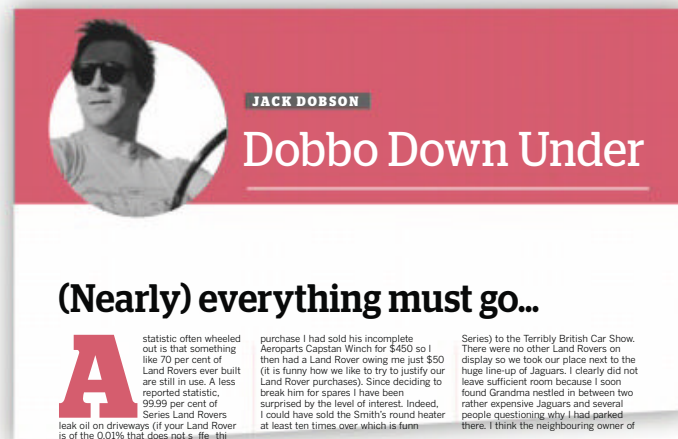 JACK DOBSON
Dobbo Down Under
(Nearly) everything must go...
A statistic often wheeled
out is that something
like 70 per cent of
Land Rovers ever built
are still in use. A less
reported statistic,
99.99 per cent of
Series Land Rovers
leak oil on driveways (if your Land Rover
is of the 0.01% that does not
purchase I had sold his incomplete
Aeroparts Capstan Winch for $450 so I
then had a Land Rover owing me just $50
(it is funny how we like to try to justify our
Land Rover purchases). Since deciding to
break him for spares I have been
surprised by the level of interest. Indeed,
I could have sold the Smith's round heater
at least ten times over which is
Series) to the Terribly British Car Show.
There were no other Land Rovers on
display so we took our place next to the
huge line-up of Jaguars. I clearly did not
leave sufficient room because I soon
found Grandma nestled in between two
rather expensive Jaguars and several
people questioning why I had parked
there. I think the neighbouring owner of